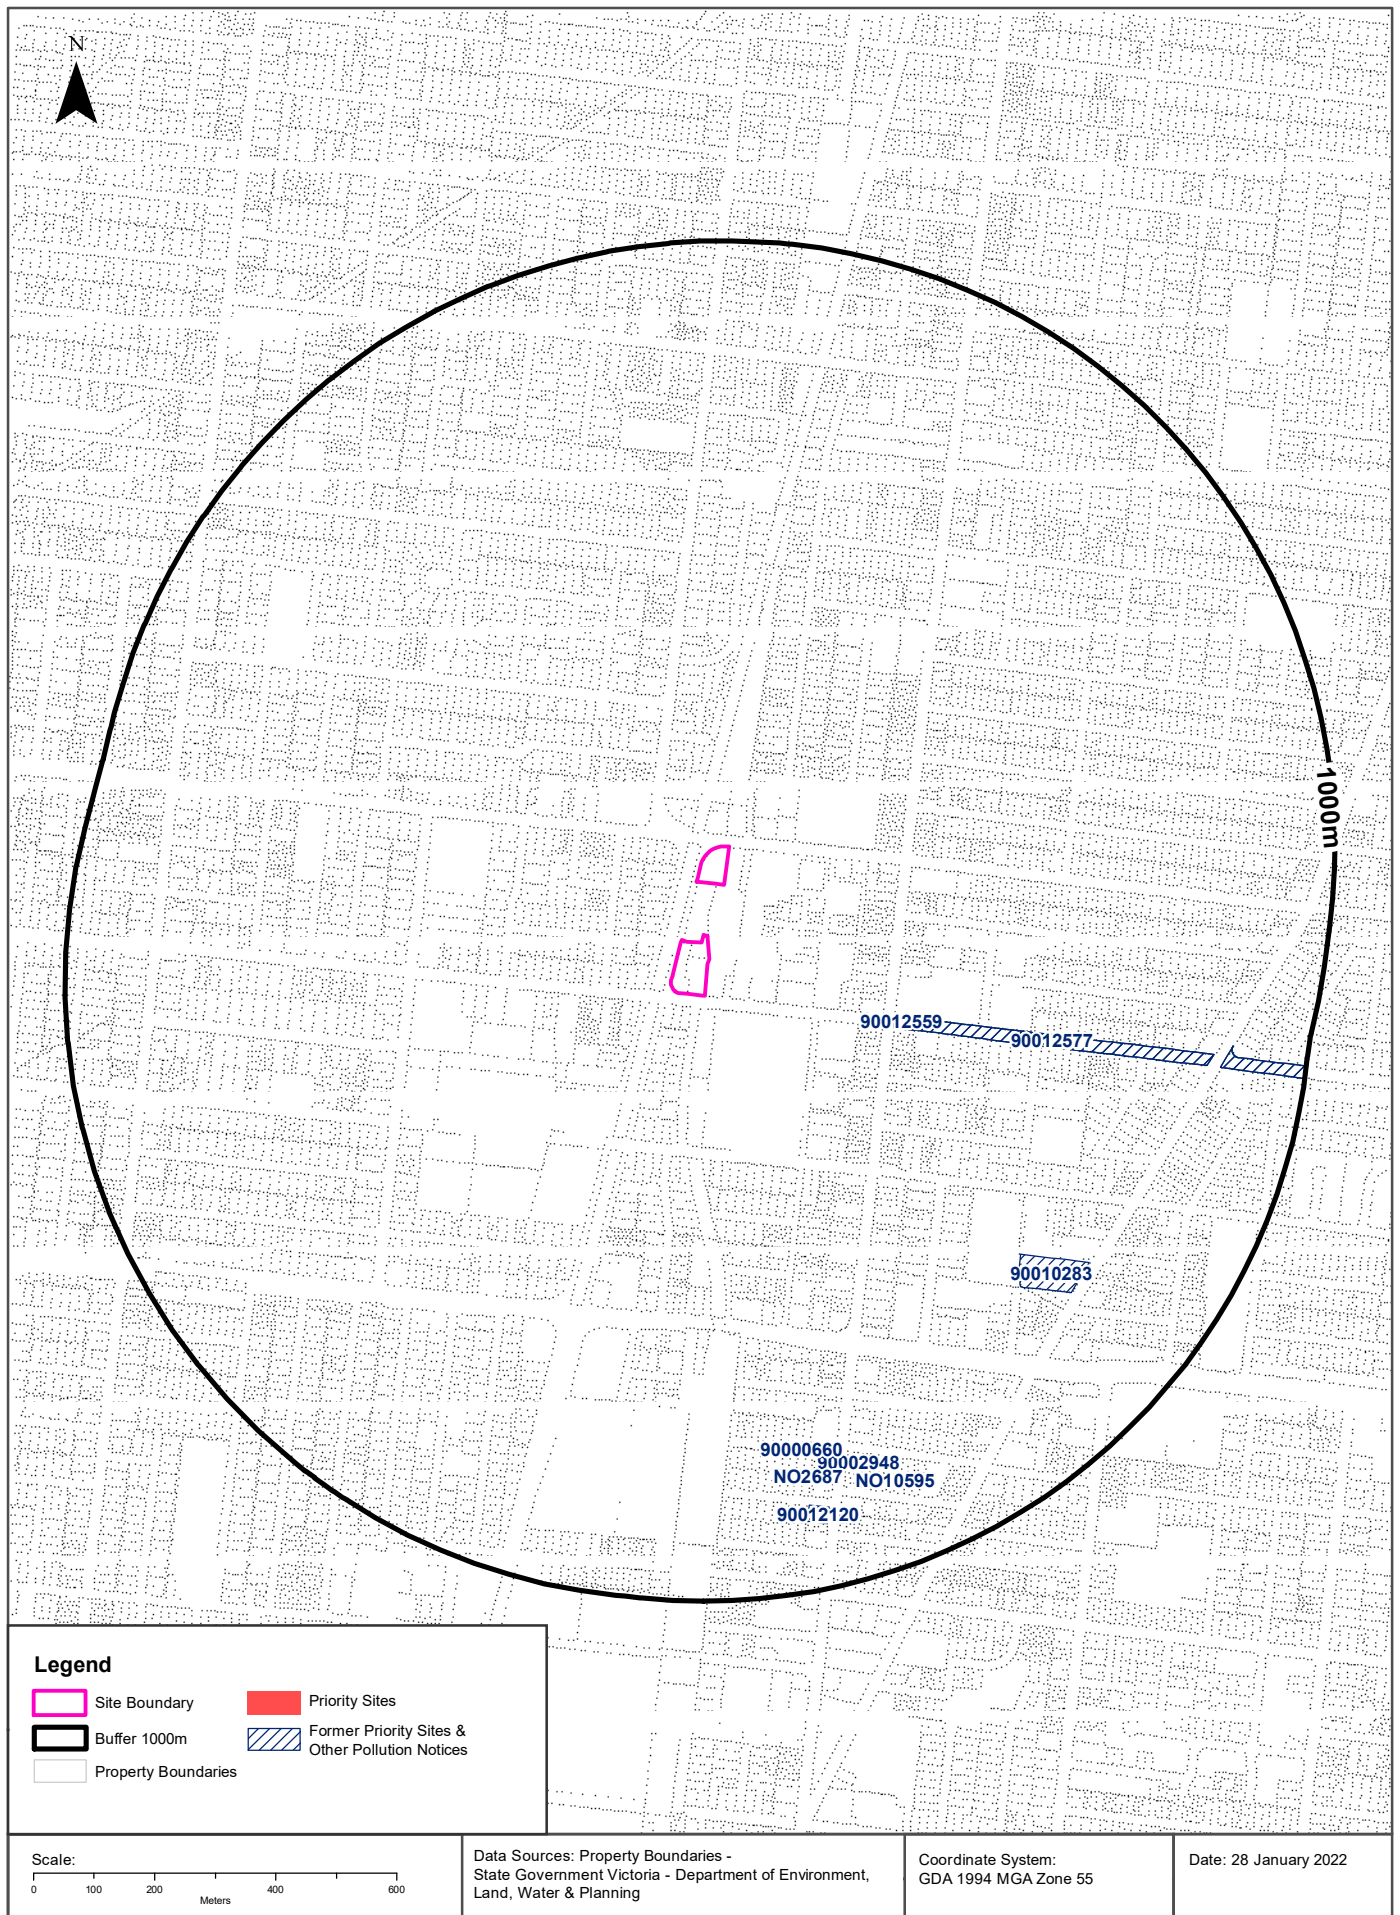 N
1000m
90012559
90012577
90010283
90000660
90002948
NO2687
NO10595
90012120
Legend
Site Boundary
Priority Sites
Buffer 1000m
Former Priority Sites &
Other Pollution Notices
Property Boundaries
Scale:
0 100 200 400 600
Meters
Data Sources: Property Boundaries -
State Government Victoria - Department of Environment,
Land, Water & Planning
Coordinate System:
GDA 1994 MGA Zone 55
Date: 28 January 2022